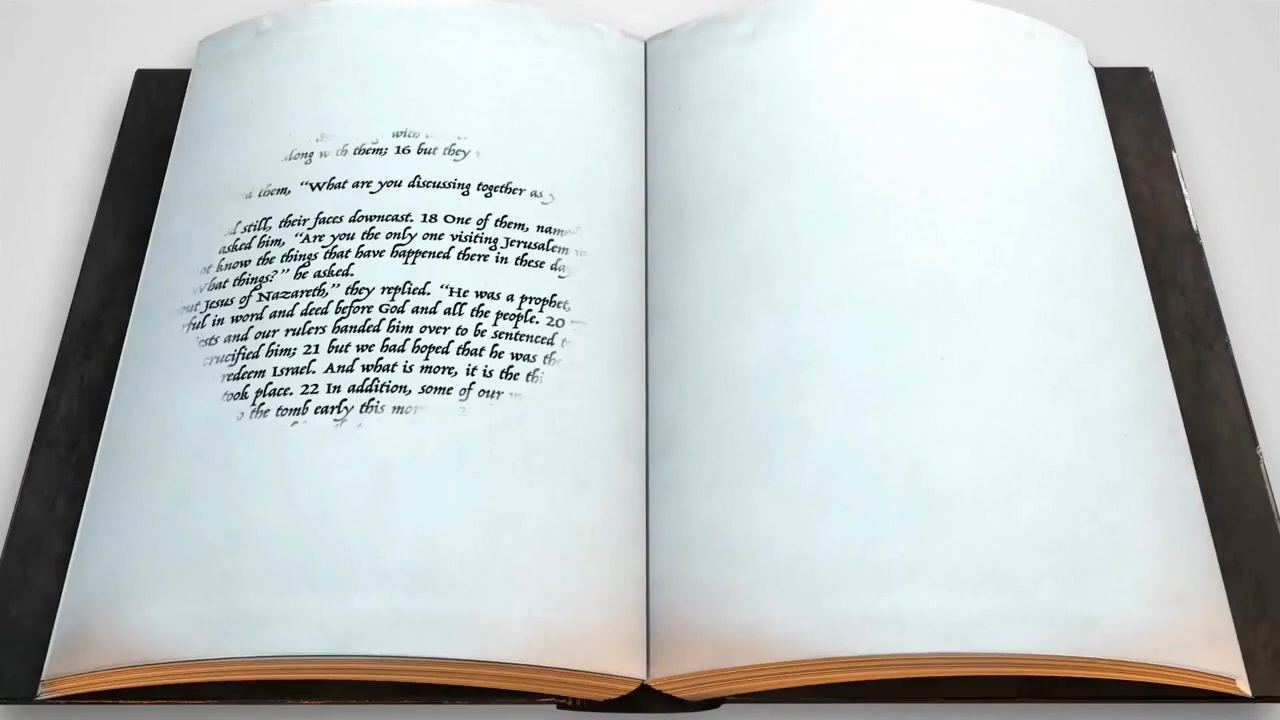 with
along with them; 16 but they
them, “What are you discussing together as
still, their faces downcast. 18 One of them, named
asked him, “Are you the only one visiting Jerusalem
not know the things that have happened there in these
What things?” he asked.
Jesus of Nazareth,” they replied. “He was a prophet,
in word and deed before God and all the people. 20
and our rulers handed him over to be sentenced
crucified him; 21 but we had hoped that he was the
redeem Israel. And what is more, it is the
took place. 22 In addition, some of our
the tomb early this